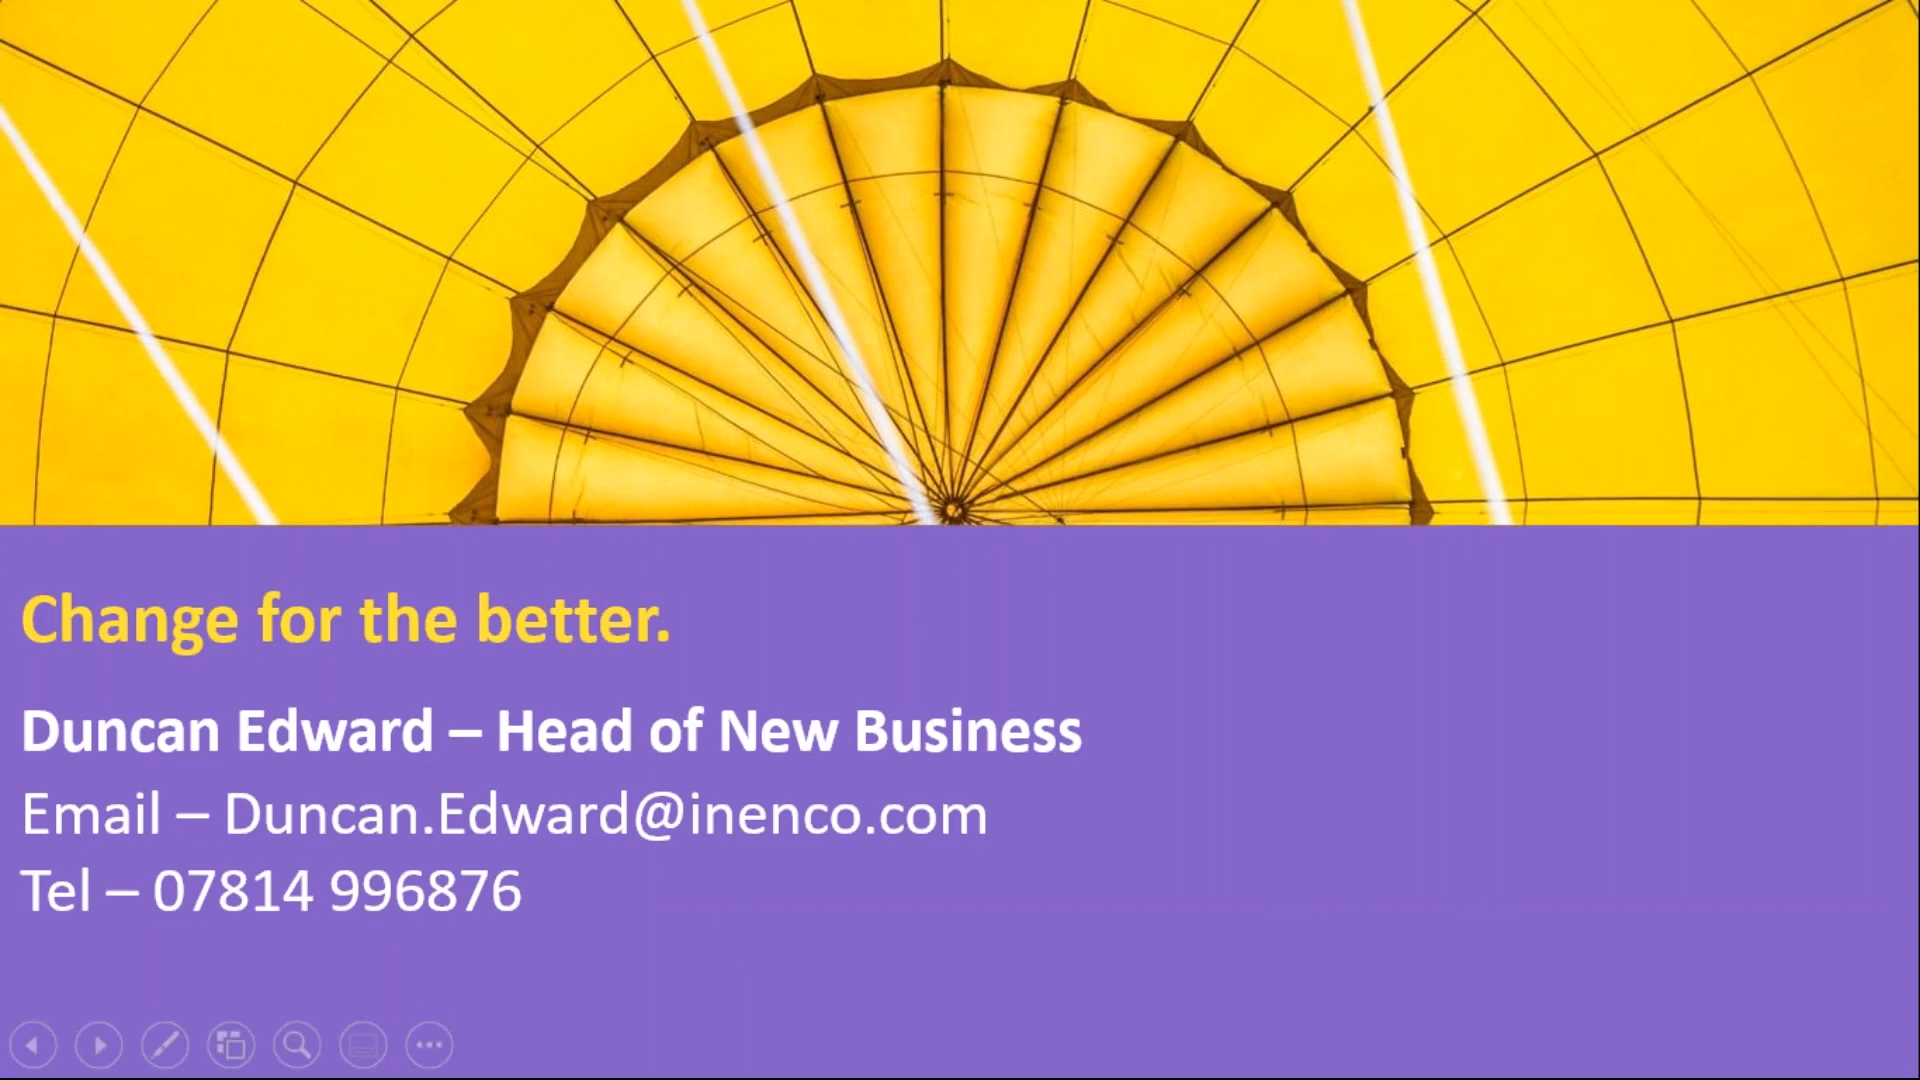 Change for the better.
Duncan Edward – Head of New Business
Email – Duncan.Edward@inenco.com
Tel – 07814 996876